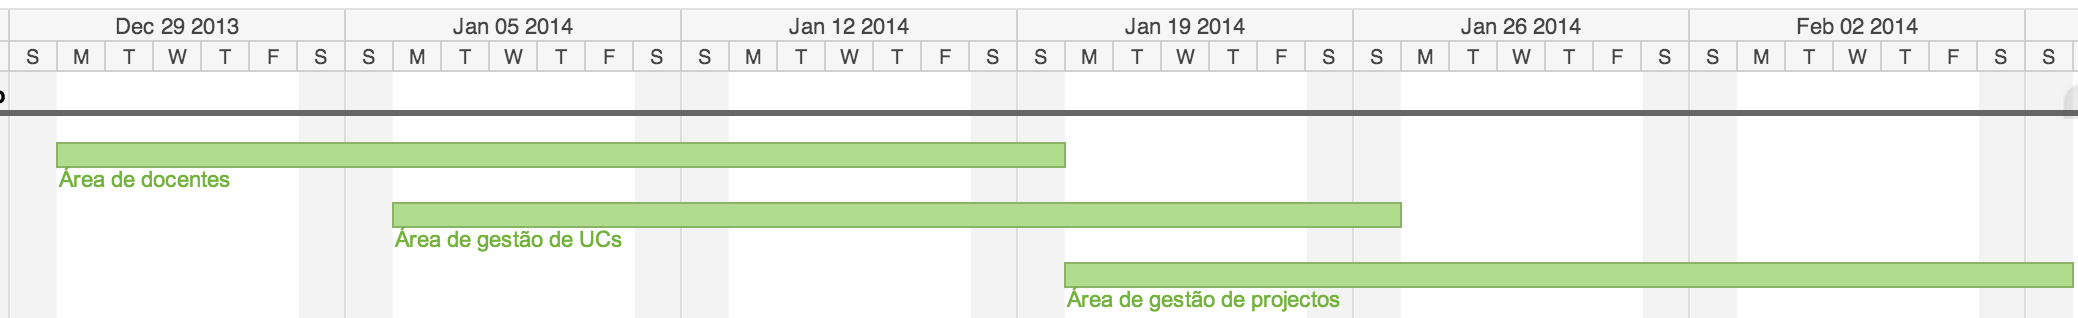 Dec 29 2013 Jan 05 2014 Jan 12 2014 Jan 19 2014 Jan 26 2014 Feb 02 2014
S M T W T F S S M T W T F S S M T W T F S S M T W T F S S M T W T F S S M T W T F S S
Área de docentes
Área de gestão de UCs
Área de gestão de projectos